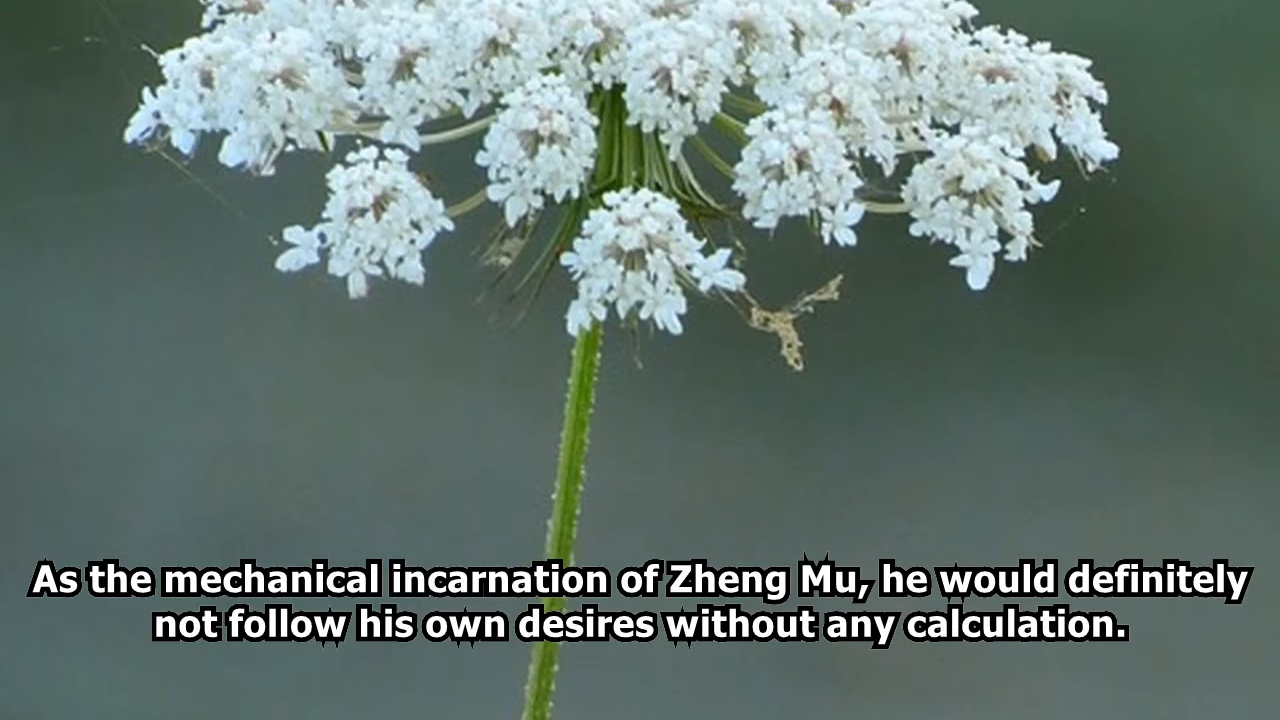 As the mechanical incarnation of Zheng Mu, he would definitely
not follow his own desires without any calculation.